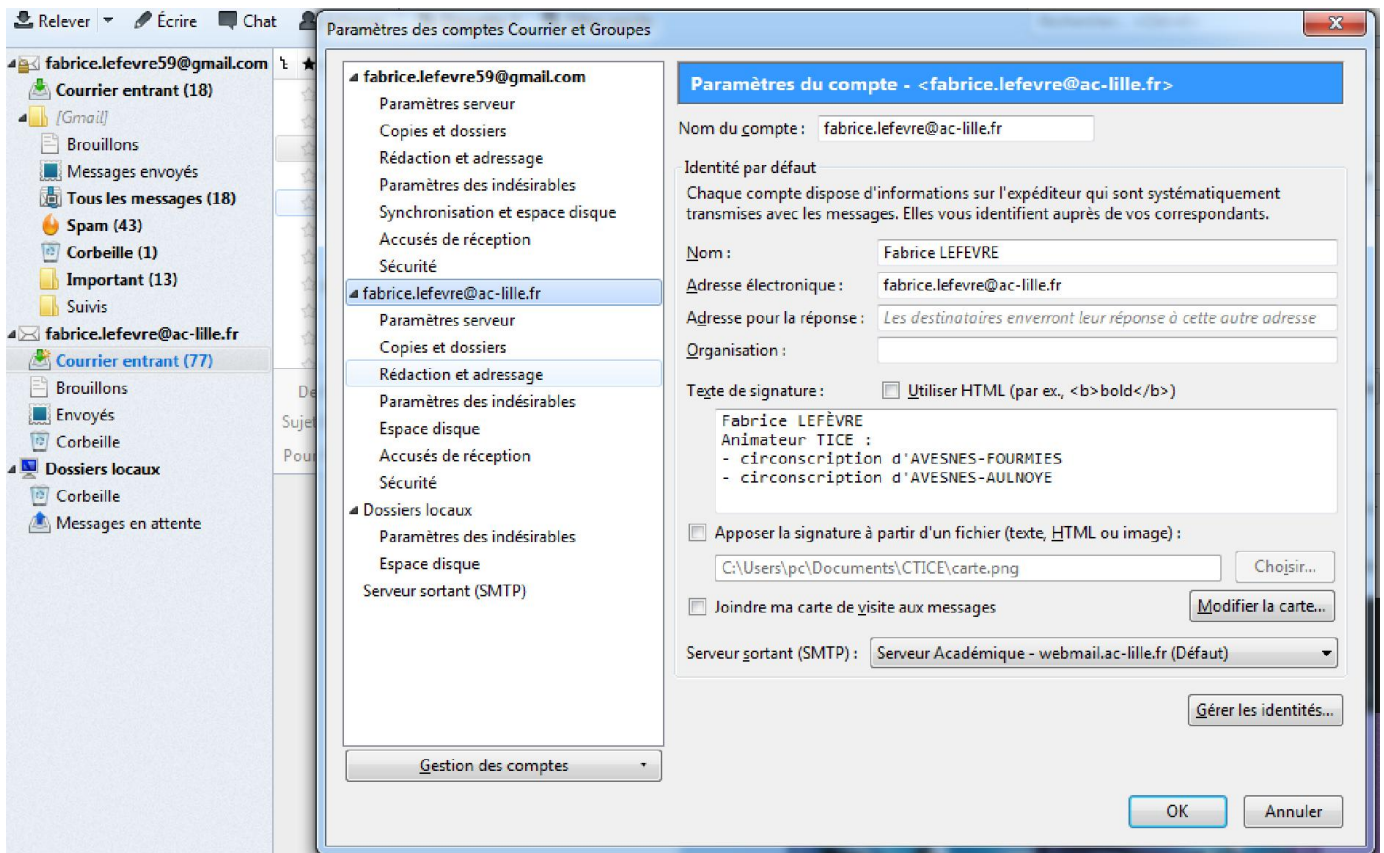 Relever Écrire Chat
fabrice.lefevre59@gmail.com
Courrier entrant (18)
[Gmail]
Brouillons
Messages envoyés
Tous les messages (18)
Spam (43)
Corbeille (1)
Important (13)
Suivis
fabrice.lefevre@ac-lille.fr
Courrier entrant (77)
Brouillons
Envoyés
Corbeille
Dossiers locaux
Corbeille
Messages en attente
De
Sujet
Pour
Paramètres des comptes Courrier et Groupes
fabrice.lefevre59@gmail.com
Paramètres serveur
Copies et dossiers
Rédaction et adressage
Paramètres des indésirables
Synchronisation et espace disque
Accusés de réception
Sécurité
fabrice.lefevre@ac-lille.fr
Paramètres serveur
Copies et dossiers
Rédaction et adressage
Paramètres des indésirables
Espace disque
Accusés de réception
Sécurité
Dossiers locaux
Paramètres des indésirables
Espace disque
Serveur sortant (SMTP)
Gestion des comptes
Paramètres du compte - <fabrice.lefevre@ac-lille.fr>
Nom du compte : fabrice.lefevre@ac-lille.fr
Identité par défaut
Chaque compte dispose d'informations sur l'expéditeur qui sont systématiquement
transmises avec les messages. Elles vous identifient auprès de vos correspondants.
Nom : Fabrice LEFEVRE
Adresse électronique : fabrice.lefevre@ac-lille.fr
Adresse pour la réponse : Les destinataires enverront leur réponse à cette autre adresse
Organisation :
Texte de signature : Utiliser HTML (par ex., <b>bold</b>)
Fabrice LEFÈVRE
Animateur TICE :
- circonscription d'AVESNES-FOURMIES
- circonscription d'AVESNES-AULNOYE
Apposer la signature à partir d'un fichier (texte, HTML ou image) :
C:\Users\pc\Documents\CTICE\carte.png Choisir...
Joindre ma carte de visite aux messages Modifier la carte...
Serveur sortant (SMTP) : Serveur Académique - webmail.ac-lille.fr (Défaut)
Gérer les identités...
OK Annuler